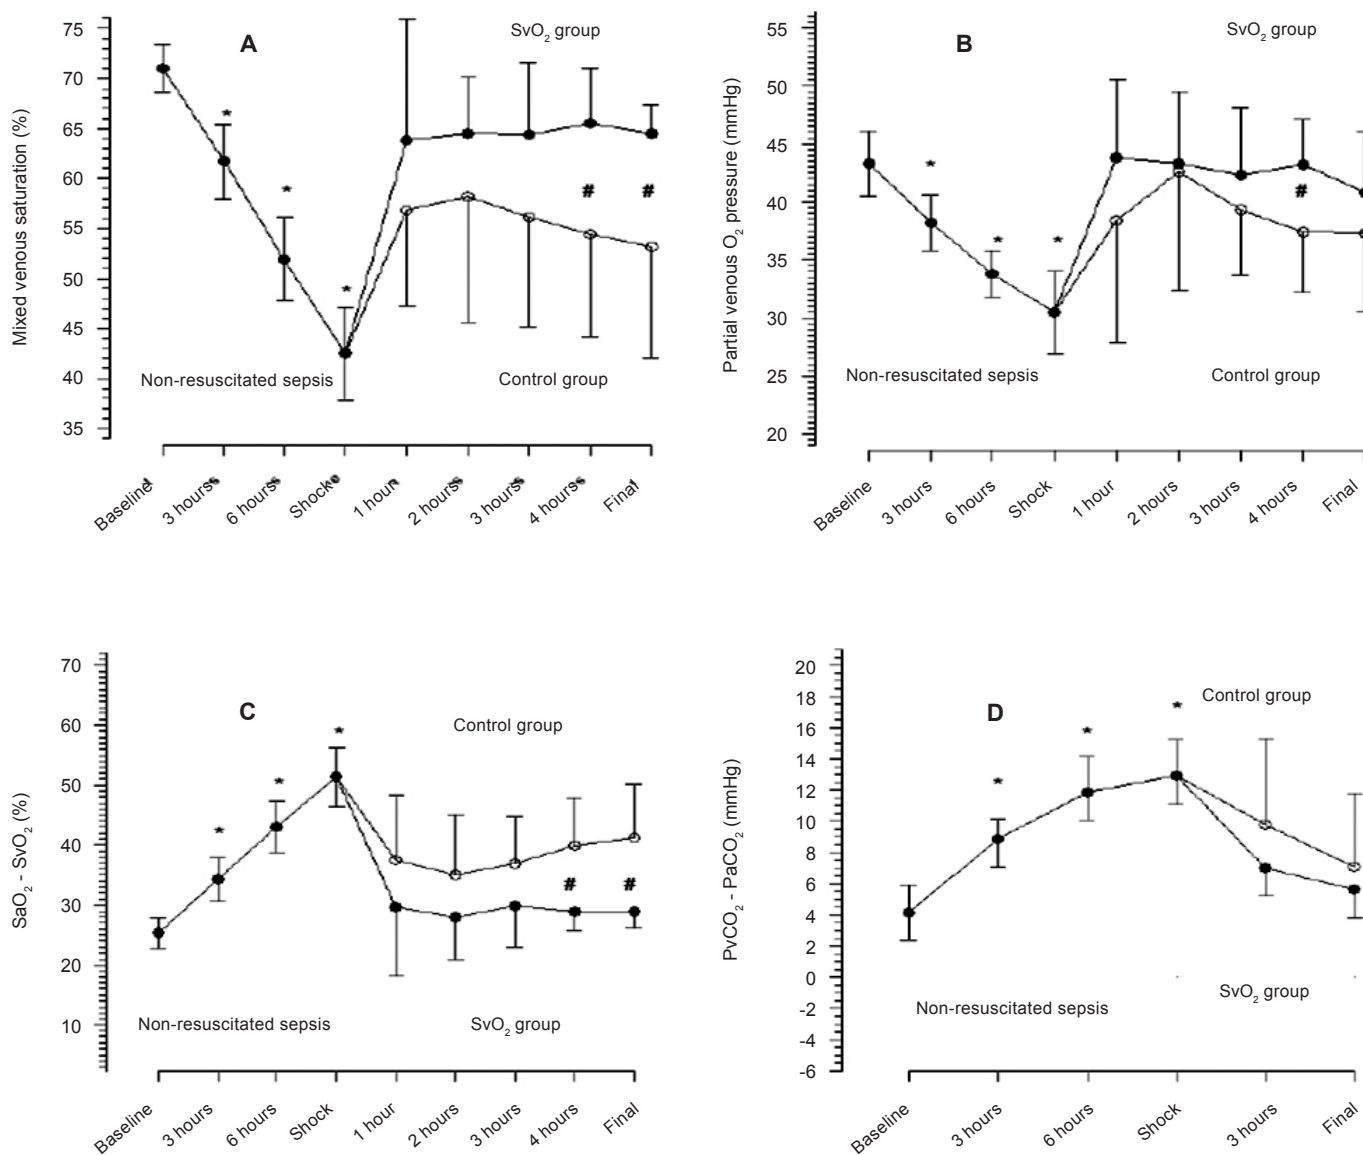 A
SvO2 group
75
70
65
60
55
50
45
40
35
Mixed venous saturation (%)
*
*
*
#
#
Non-resuscitated sepsis
Control group
Baseline
3 hours
6 hours
Shock
1 hour
2 hours
3 hours
4 hours
Final
B
SvO2 group
55
50
45
40
35
30
25
20
Partial venous O2 pressure (mmHg)
*
*
*
#
Non-resuscitated sepsis
Control group
Baseline
3 hours
6 hours
Shock
1 hour
2 hours
3 hours
4 hours
Final
C
Control group
70
60
50
40
30
20
10
SaO2 - SvO2 (%)
*
*
*
#
#
Non-resuscitated sepsis
SvO2 group
Baseline
3 hours
6 hours
Shock
1 hour
2 hours
3 hours
4 hours
Final
D
Control group
20
18
16
14
12
10
8
6
4
2
0
-2
-4
-6
PvCO2 - PaCO2 (mmHg)
*
*
*
SvO2 group
Non-resuscitated sepsis
Baseline
3 hours
6 hours
Shock
3 hours
Final